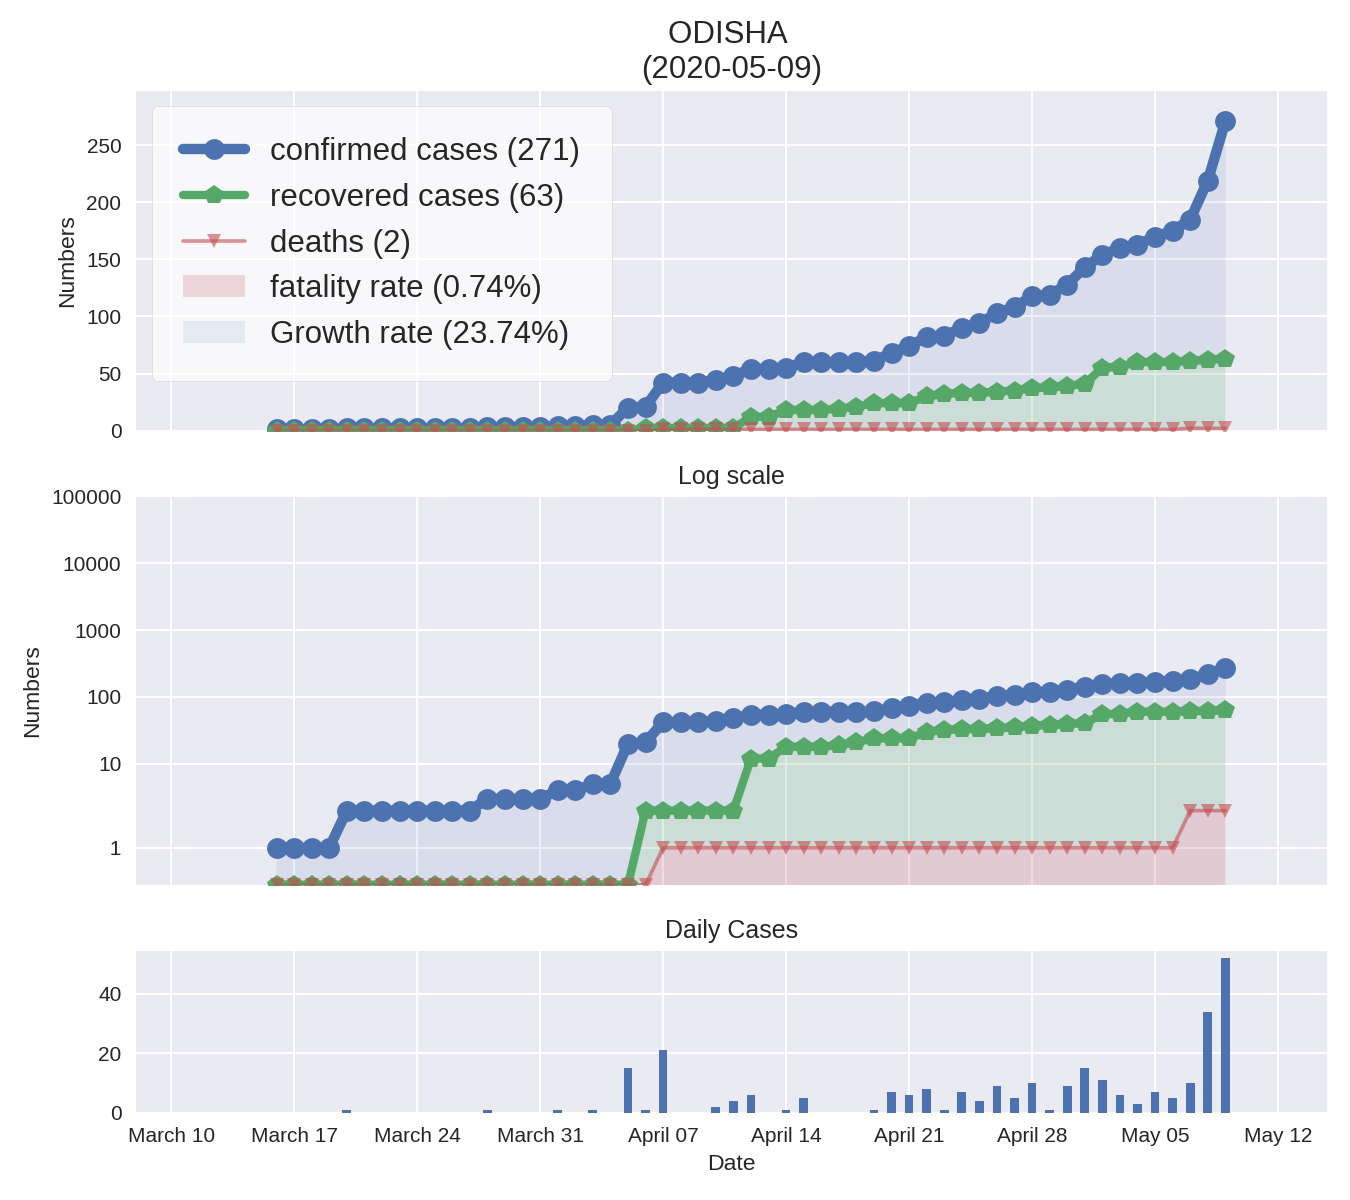 ODISHA
(2020-05-09)
confirmed cases (271)
recovered cases (63)
deaths (2)
fatality rate (0.74%)
Growth rate (23.74%)
Numbers
250
200
150
100
50
0
Log scale
Numbers
100000
10000
1000
100
10
1
Daily Cases
40
20
0
March 10 March 17 March 24 March 31 April 07 April 14 April 21 April 28 May 05 May 12
Date